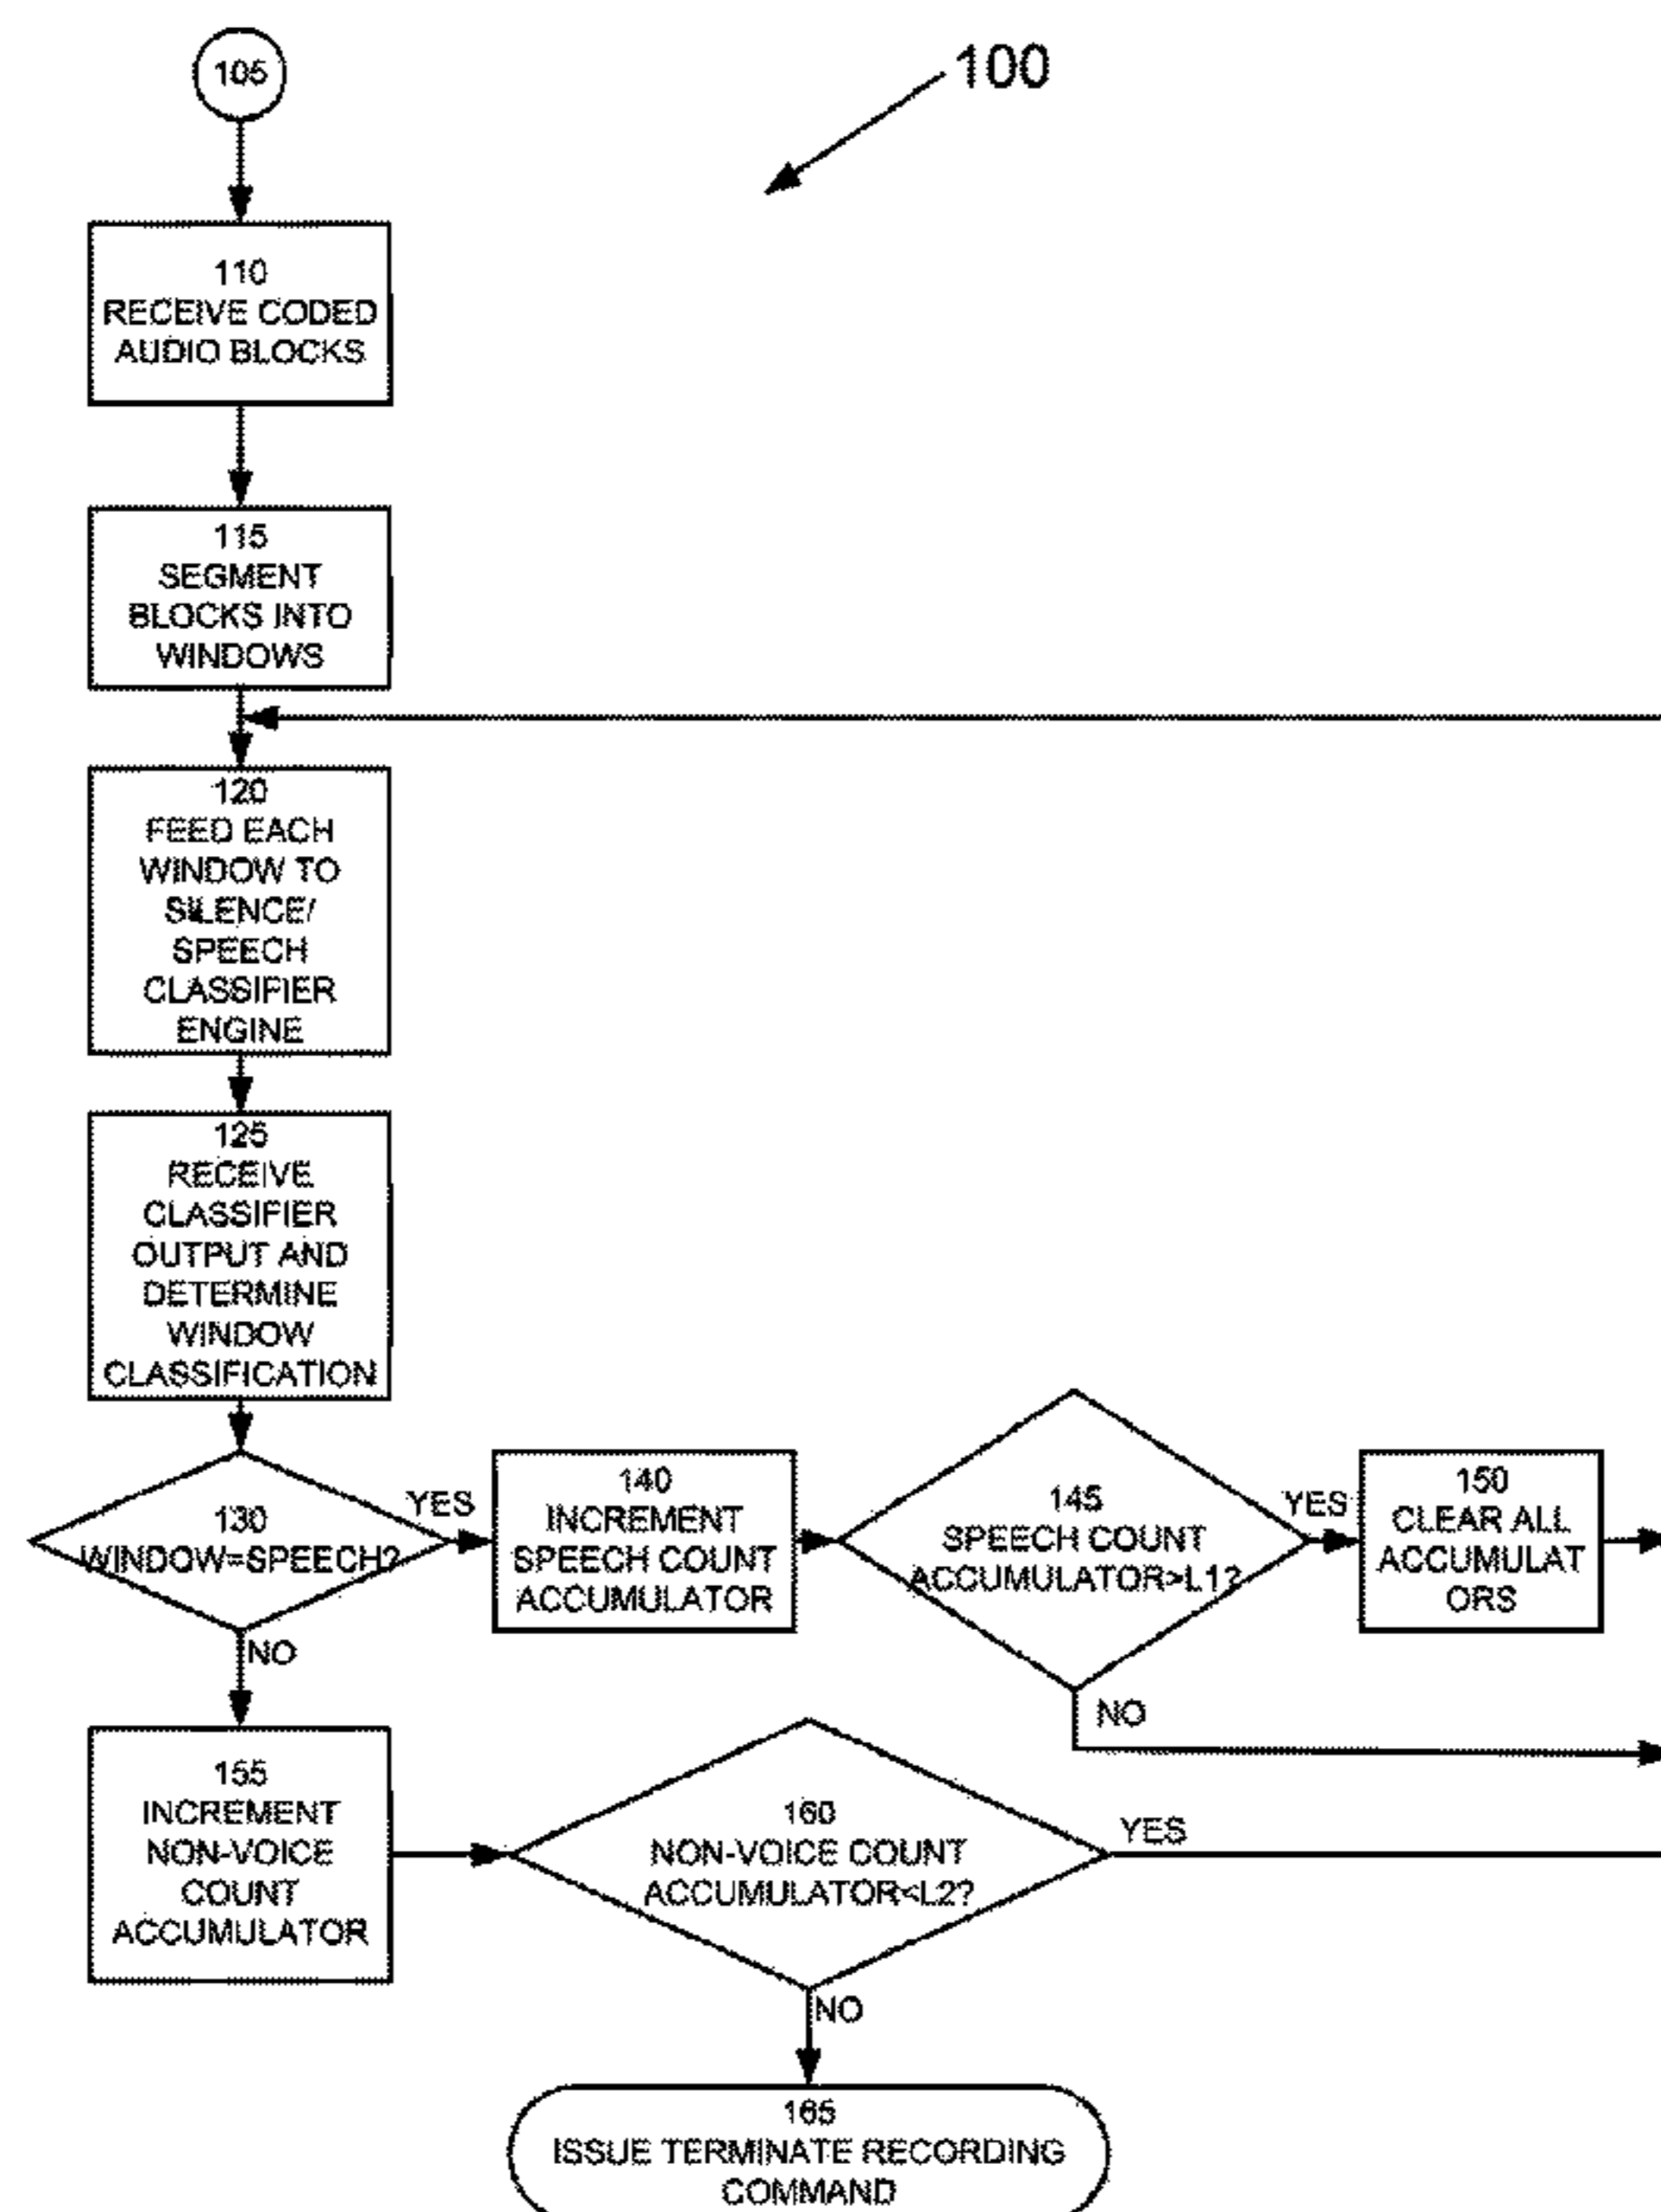 105
100
110
RECEIVE CODED
AUDIO BLOCKS
115
SEGMENT
BLOCKS INTO
WINDOWS
120
FEED EACH
WINDOW TO
SILENCE/
SPEECH
CLASSIFIER
ENGINE
125
RECEIVE
CLASSIFIER
OUTPUT AND
DETERMINE
WINDOW
CLASSIFICATION
130
WINDOW=SPEECH?
YES
140
INCREMENT
SPEECH COUNT
ACCUMULATOR
145
SPEECH COUNT
ACCUMULATOR>L1?
YES
150
CLEAR ALL
ACCUMULAT
ORS
NO
NO
155
INCREMENT
NON-VOICE
COUNT
ACCUMULATOR
160
NON-VOICE COUNT
ACCUMULATOR<L2?
YES
NO
165
ISSUE TERMINATE RECORDING
COMMAND